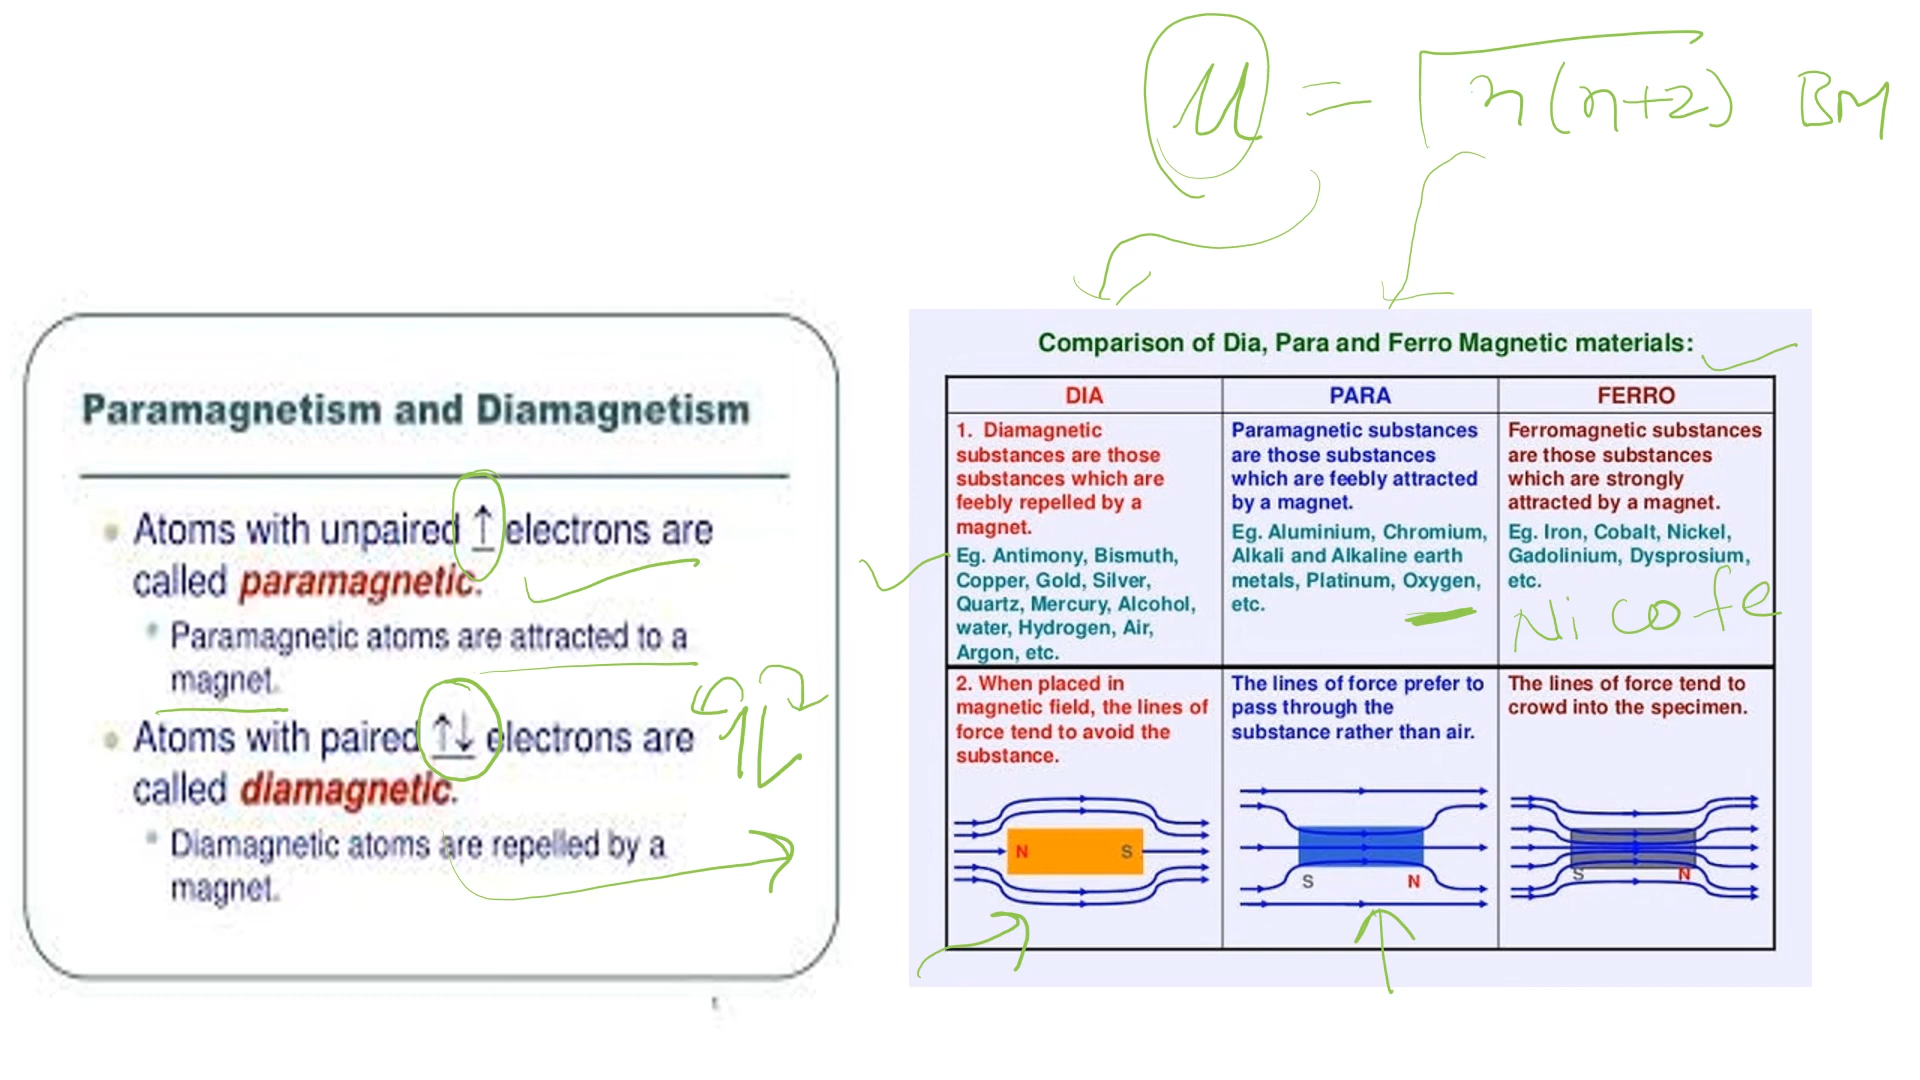 μ = √n(n+2) BM
Paramagnetism and Diamagnetism
Atoms with unpaired ↑ electrons are
called paramagnetic.
Paramagnetic atoms are attracted to a
magnet.
Atoms with paired ↑↓ electrons are
called diamagnetic.
Diamagnetic atoms are repelled by a
magnet.
Comparison of Dia, Para and Ferro Magnetic materials:
DIA
1. Diamagnetic
substances are those
substances which are
feebly repelled by a
magnet.
Eg. Antimony, Bismuth,
Copper, Gold, Silver,
Quartz, Mercury, Alcohol,
water, Hydrogen, Air,
Argon, etc.
PARA
Paramagnetic substances
are those substances
which are feebly attracted
by a magnet.
Eg. Aluminium, Chromium,
Alkali and Alkaline earth
metals, Platinum, Oxygen,
etc.
FERRO
Ferromagnetic substances
are those substances
which are strongly
attracted by a magnet.
Eg. Iron, Cobalt, Nickel,
Gadolinium, Dysprosium,
etc.
Ni Co fe
2. When placed in
magnetic field, the lines of
force tend to avoid the
substance.
N S
The lines of force prefer to
pass through the
substance rather than air.
S N
The lines of force tend to
crowd into the specimen.
S N